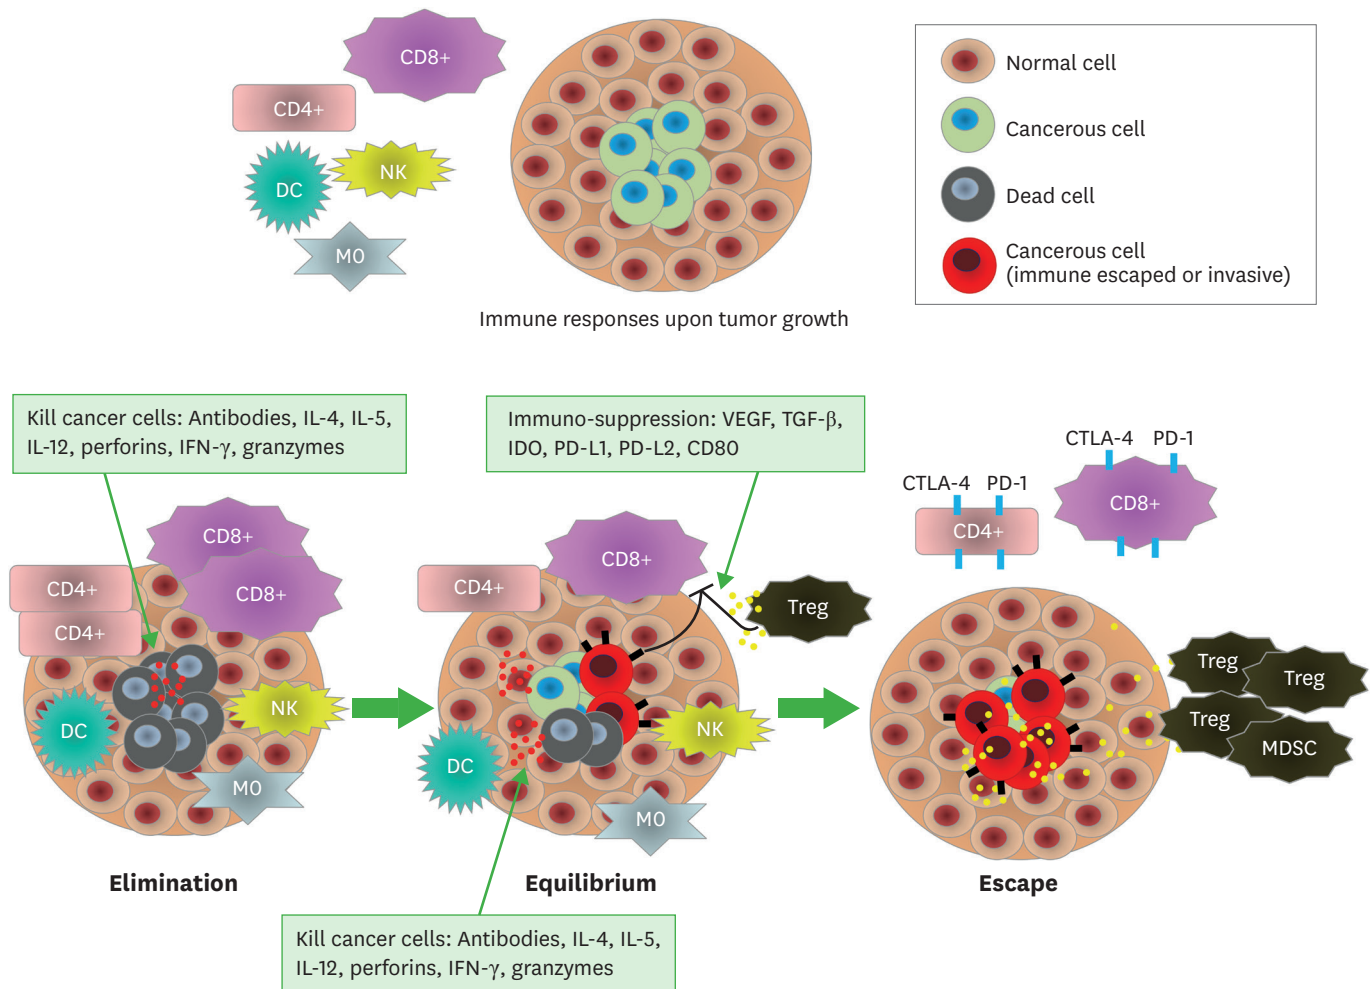 CD8+
CD4+
DC
NK
M0
Normal cell
Cancerous cell
Dead cell
Cancerous cell
(immune escaped or invasive)
Immune responses upon tumor growth
Kill cancer cells: Antibodies, IL-4, IL-5,
IL-12, perforins, IFN-γ, granzymes
Immuno-suppression: VEGF, TGF-β,
IDO, PD-L1, PD-L2, CD80
CD8+
CD8+
CD4+
CD4+
DC
NK
M0
Elimination
CD8+
CD4+
Treg
DC
NK
M0
Equilibrium
CTLA-4 PD-1
CD8+
CTLA-4 PD-1
CD4+
Treg
Treg
Treg
MDSC
Escape
Kill cancer cells: Antibodies, IL-4, IL-5,
IL-12, perforins, IFN-γ, granzymes